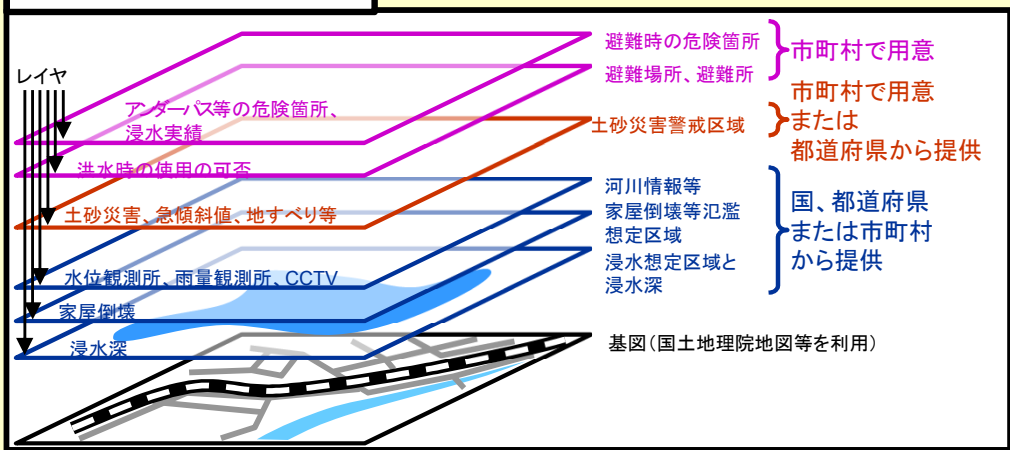 レイヤ
アンダーパス等の危険箇所、
浸水実績
洪水時の使用の可否
土砂災害、急傾斜値、地すべり等
水位観測所、雨量観測所、CCTV
家屋倒壊
浸水深
避難時の危険箇所
避難場所、避難所
土砂災害警戒区域
河川情報等
家屋倒壊等氾濫
想定区域
浸水想定区域と
浸水深
基図(国土地理院地図等を利用)
市町村で用意
市町村で用意
または
都道府県から提供
国、都道府県
または市町村
から提供